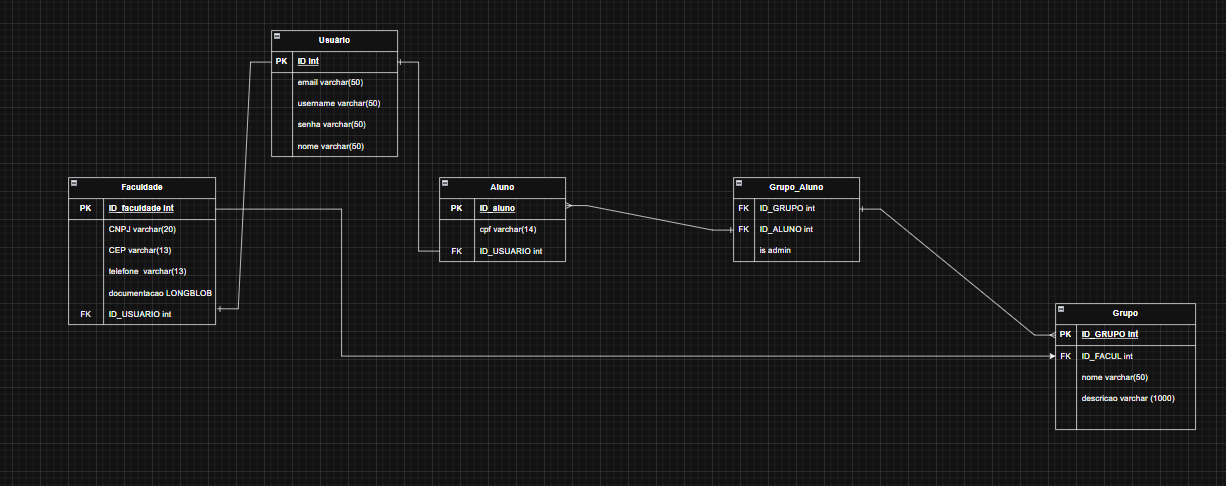 Usuário
PK ID int
email varchar(50)
username varchar(50)
senha varchar(50)
nome varchar(50)
Faculdade
PK ID_faculdade int
CNPJ varchar(20)
CEP varchar(13)
telefone varchar(13)
documentacao LONGBLOB
FK ID_USUARIO int
Aluno
PK ID_aluno
cpf varchar(14)
FK ID_USUARIO int
Grupo_Aluno
FK ID_GRUPO int
FK ID_ALUNO int
is admin
Grupo
PK ID_GRUPO int
FK ID_FACUL int
nome varchar(50)
descricao varchar (1000)